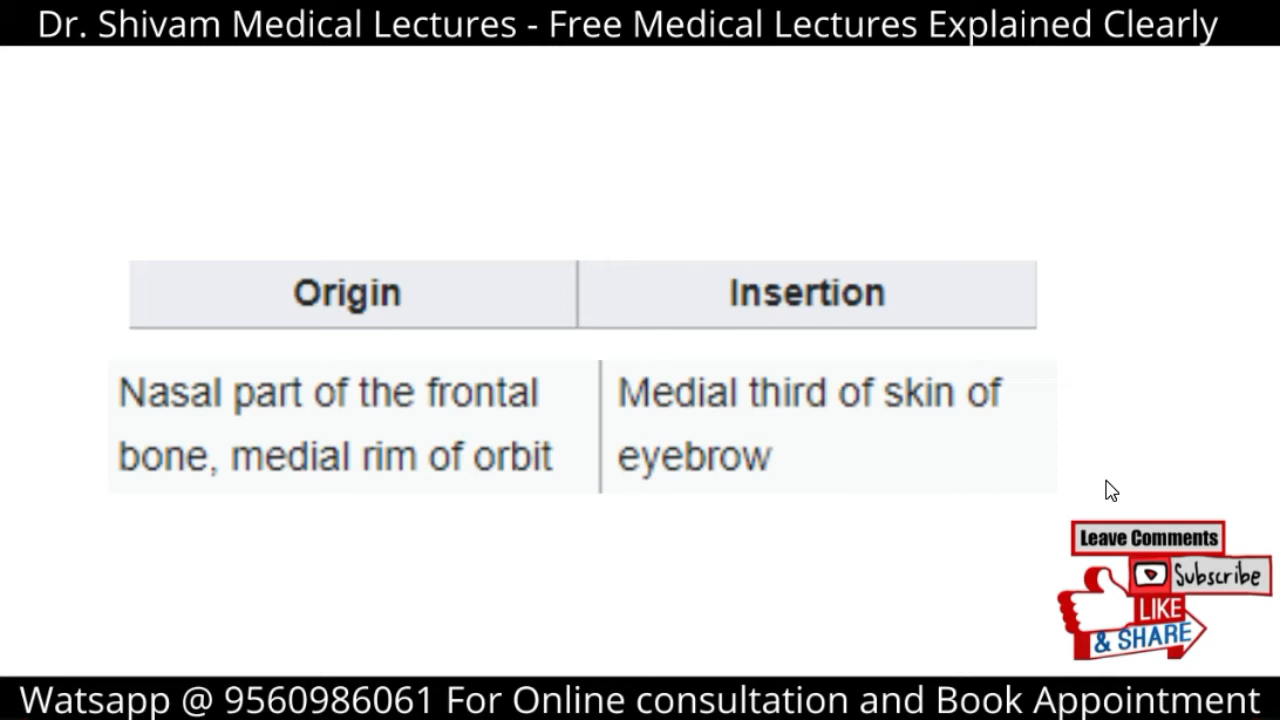 Dr. Shivam Medical Lectures - Free Medical Lectures Explained Clearly
Origin
Insertion
Nasal part of the frontal
bone, medial rim of orbit
Medial third of skin of
eyebrow
Leave Comments
Subscribe
LIKE
& SHARE
Watsapp @ 9560986061 For Online consultation and Book Appointment